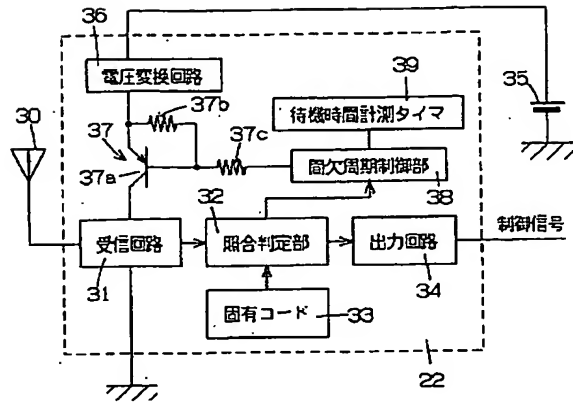 36
電圧変換回路
39
待機時間計測タイマ
35
30
37b
37
37c
37a
間欠周期制御部
38
32
受信回路
照合判定部
出力回路
制御信号
31
34
固有コード
33
22